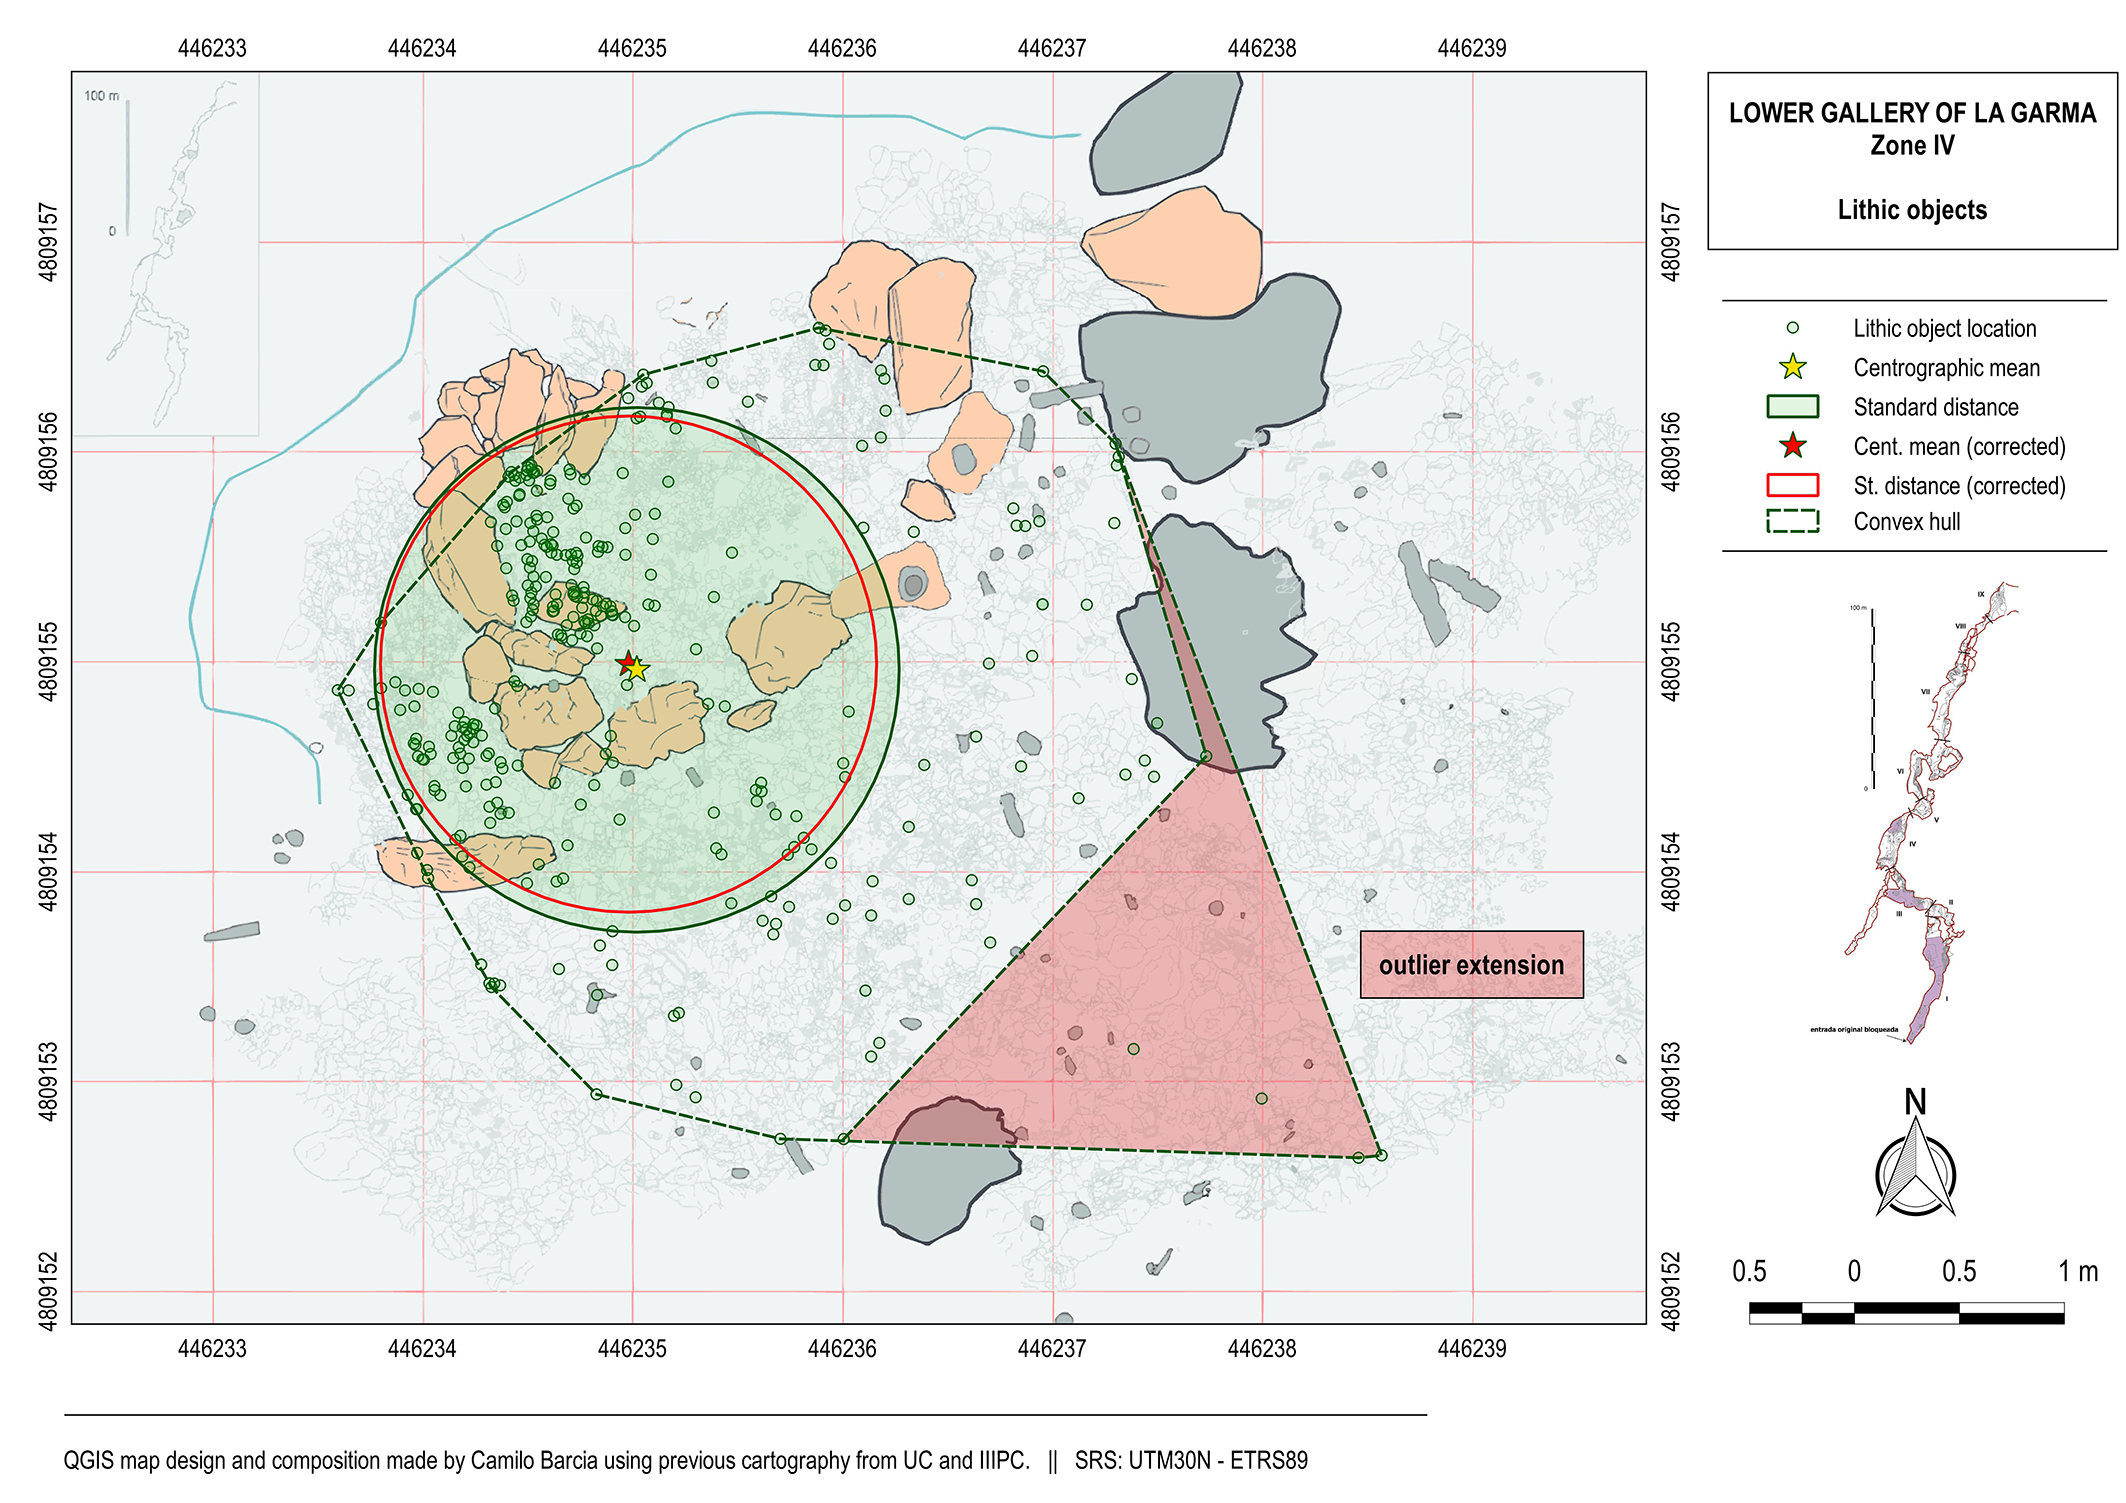 446233 446234 446235 446236 446237 446238 446239
100 m
0
4809157
4809156
4809155
4809154
4809153
4809152
4809157
4809156
4809155
4809154
4809153
4809152
outlier extension
446233 446234 446235 446236 446237 446238 446239
LOWER GALLERY OF LA GARMA
Zone IV
Lithic objects
Lithic object location
Centrographic mean
Standard distance
Cent. mean (corrected)
St. distance (corrected)
Convex hull
100 m
0
IX
VIII
VII
VI
V
IV
III
II
I
entrada original bloqueada
N
0.5 0 0.5 1 m
QGIS map design and composition made by Camilo Barcia using previous cartography from UC and IIIPC. || SRS: UTM30N - ETRS89